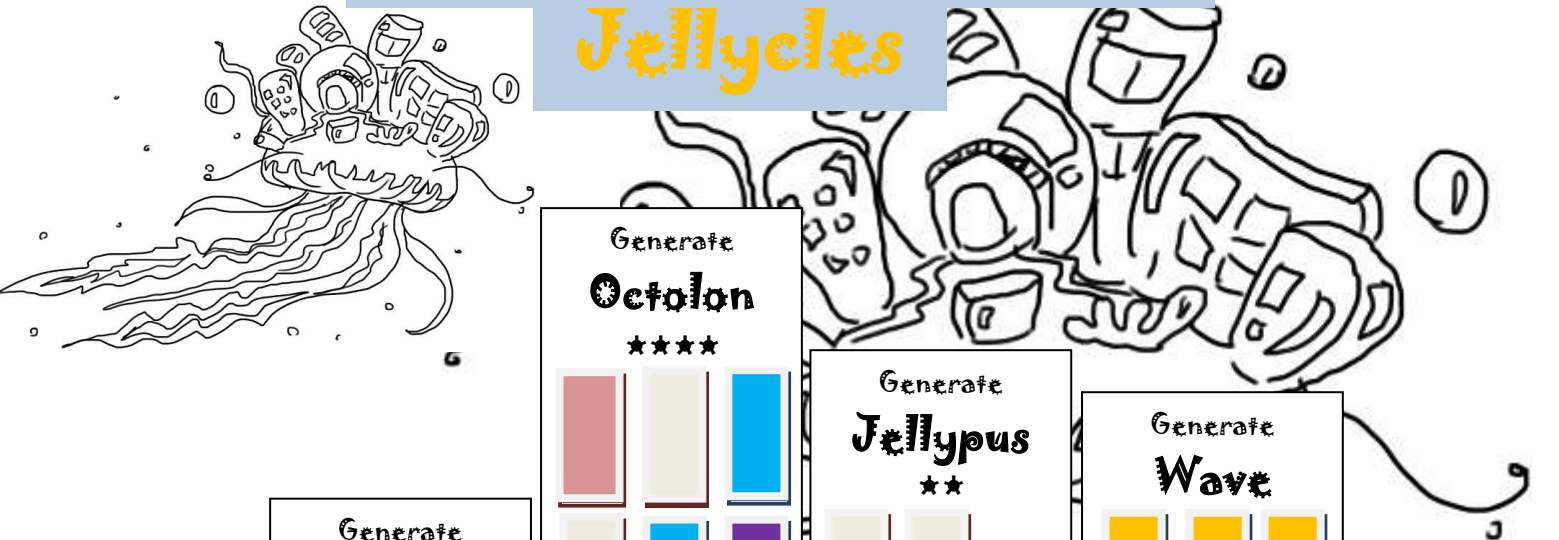 Jellycles
Generate
Octolon
★★★★
Generate
Jellypus
★★
Generate
Wave
Generate